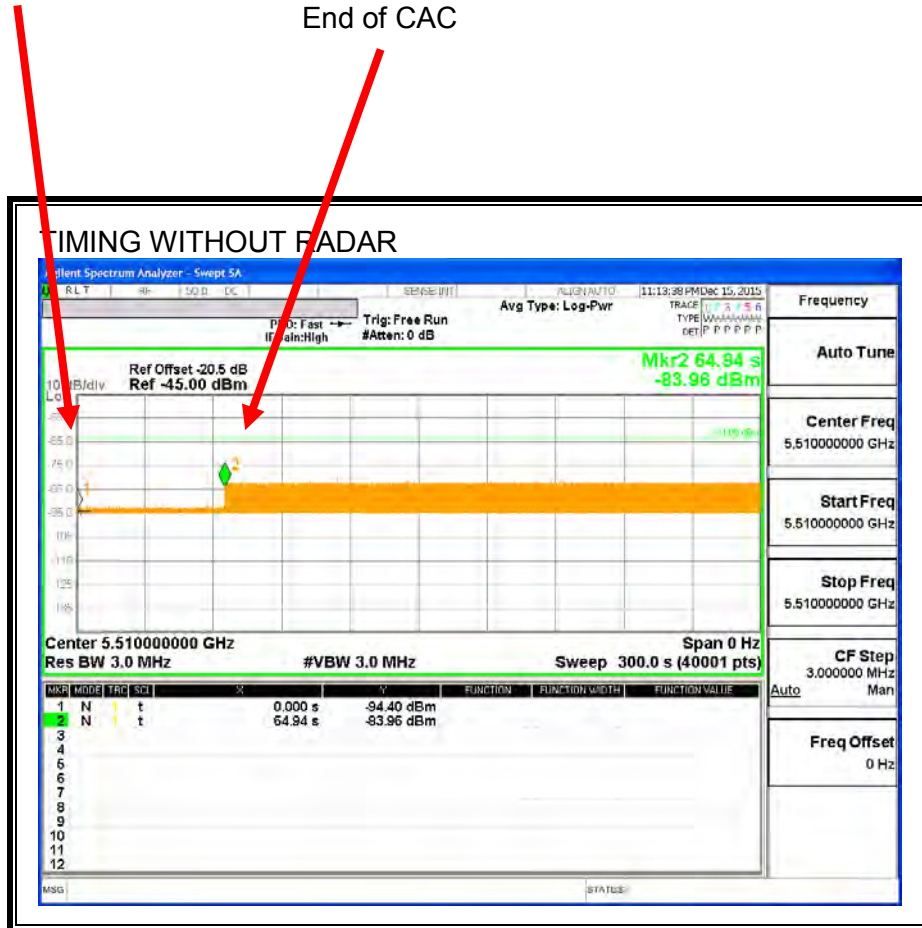 End of CAC
TIMING WITHOUT RADAR
Agilent Spectrum Analyzer - Swept SA
RLT RF DC SENSE:INT ALIGN AUTO 11:13:38 PM Dec 15, 2015
Avg Type: Log-Pwr
TRACE
TYPE
DET P P P P P P
Fast
Trig: Free Run
#Atten: 0 dB
Frequency
Auto Tune
Mkr2 64.94 s
-83.96 dBm
Ref Offset -20.5 dB
Ref -45.00 dBm
1
2
Center Freq
5.510000000 GHz
Start Freq
5.510000000 GHz
Stop Freq
5.510000000 GHz
Center 5.510000000 GHz
Span 0 Hz
Res BW 3.0 MHz #VBW 3.0 MHz Sweep 300.0 s (40001 pts)
CF Step
3.000000 MHz
Auto Man
MKR MODE TRC SCL X Y FUNCTION FUNCTION WIDTH FUNCTION VALUE
1 N 1 t 0.000 s -94.40 dBm
2 N 1 t 64.94 s -83.96 dBm
3
4
5
6
7
8
9
10
11
12
Freq Offset
0 Hz
MSG STATUS